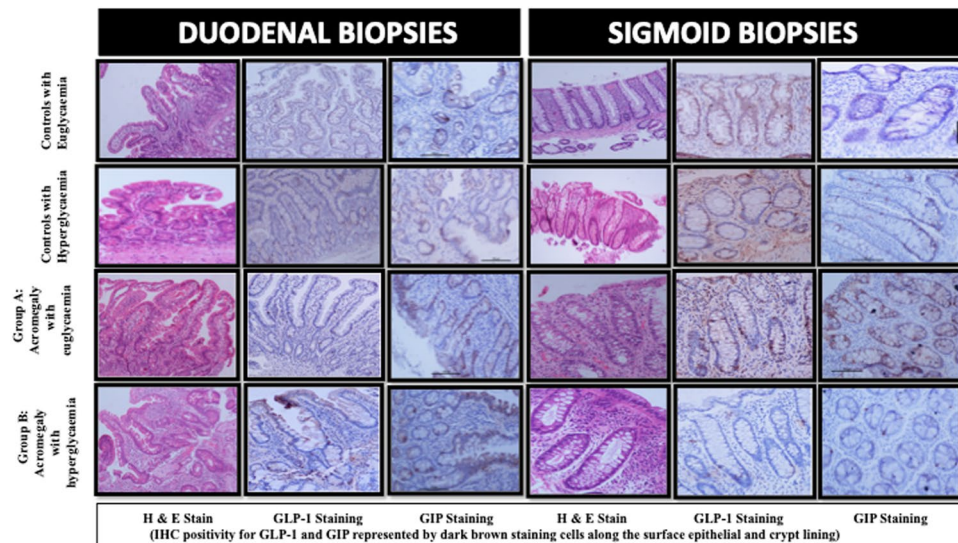 DUODENAL BIOPSIES
SIGMOID BIOPSIES
Controls with
Euglycaemia
Controls with
Hyperglycaemia
Group A:
Acromegaly
with
euglycaemia
Group B:
Acromegaly
with
hyperglycaemia
H & E Stain
GLP-1 Staining
GIP Staining
H & E Stain
GLP-1 Staining
GIP Staining
(IHC positivity for GLP-1 and GIP represented by dark brown staining cells along the surface epithelial and crypt lining)